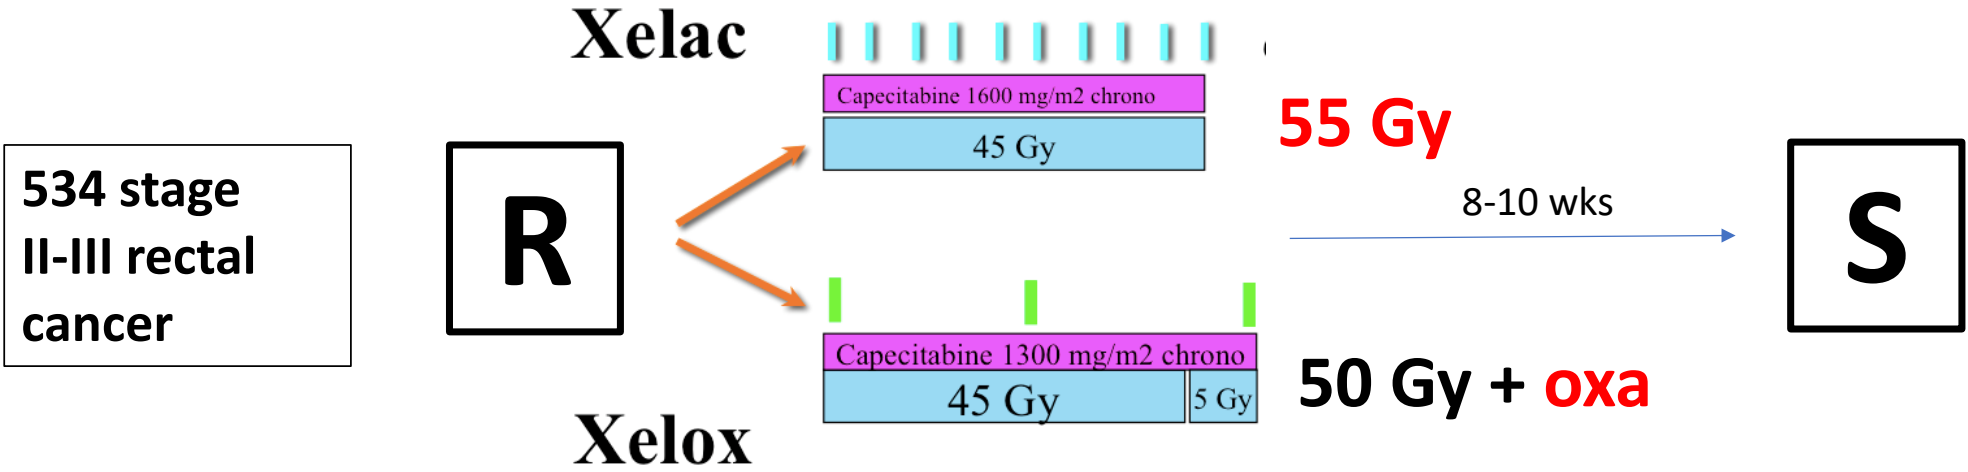 Xelac
Capecitabine 1600 mg/m2 chrono
45 Gy
55 Gy
534 stage
II-III rectal
cancer
R
8-10 wks
S
Capecitabine 1300 mg/m2 chrono
45 Gy
5 Gy
50 Gy + oxa
Xelox